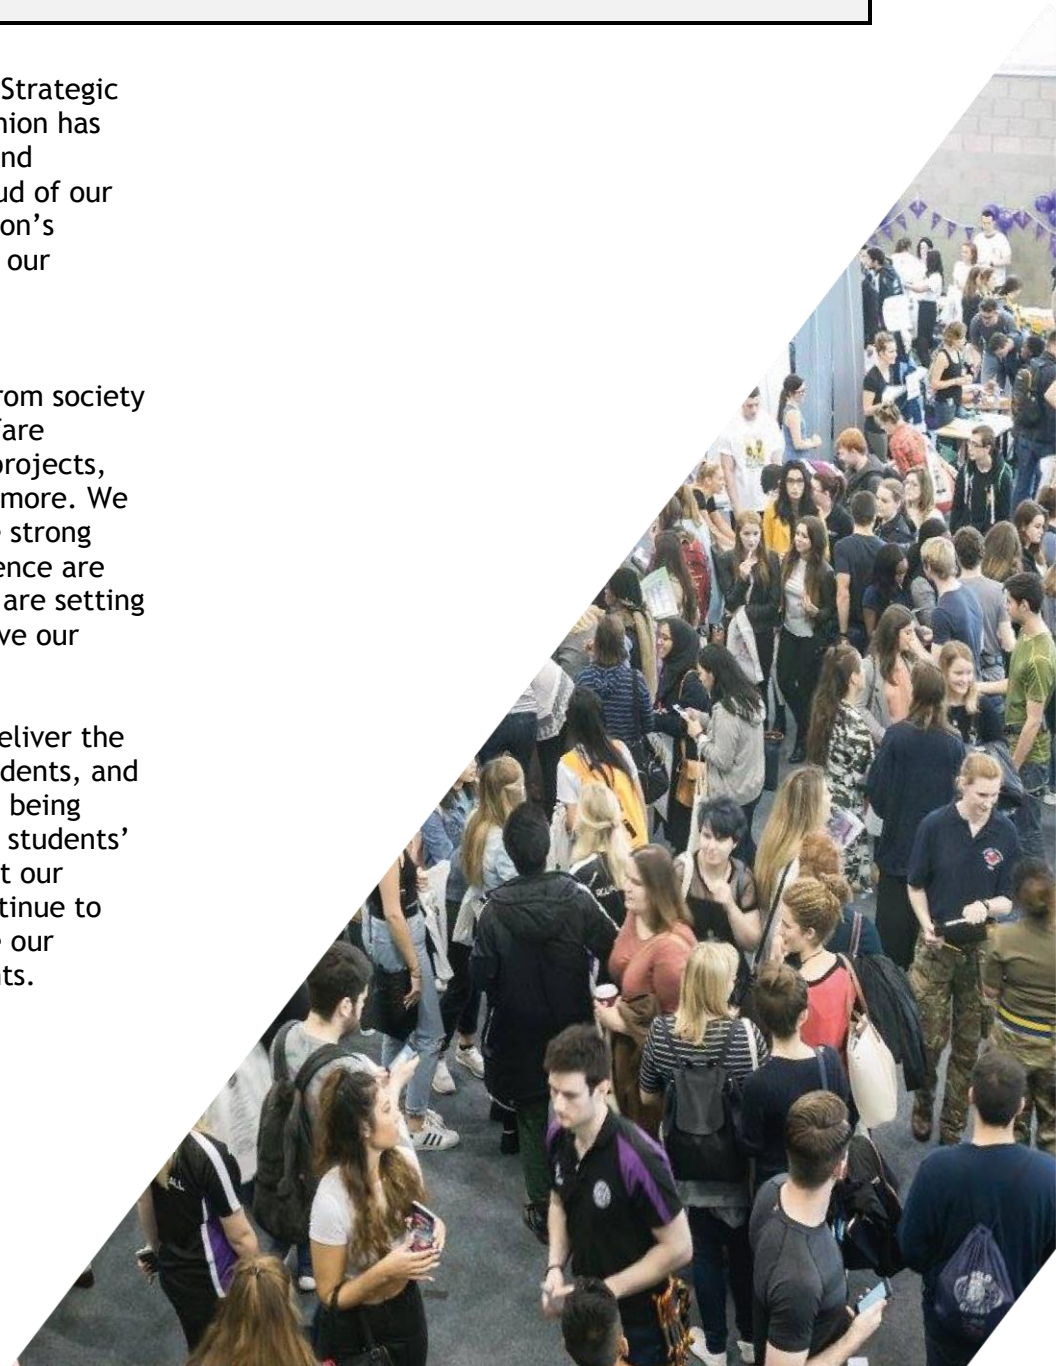 Strategic
nion has
nd
ud of our
on's
our
rom society
fare
projects,
more. We
strong
ence are
are setting
ve our
eliver the
dents, and
being
students'
t our
tinue to
our
ts.